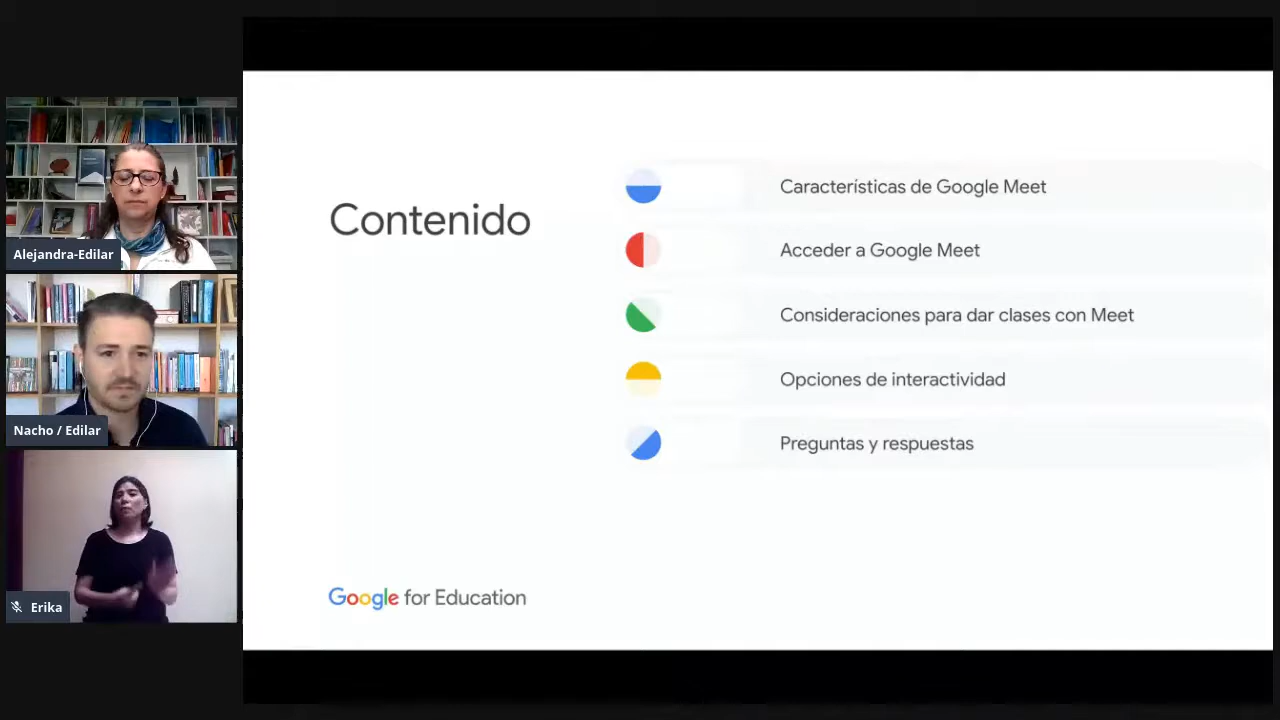 Alejandra-Edilar
Nacho / Edilar
Erika
Contenido
Características de Google Meet
Acceder a Google Meet
Consideraciones para dar clases con Meet
Opciones de interactividad
Preguntas y respuestas
Google for Education